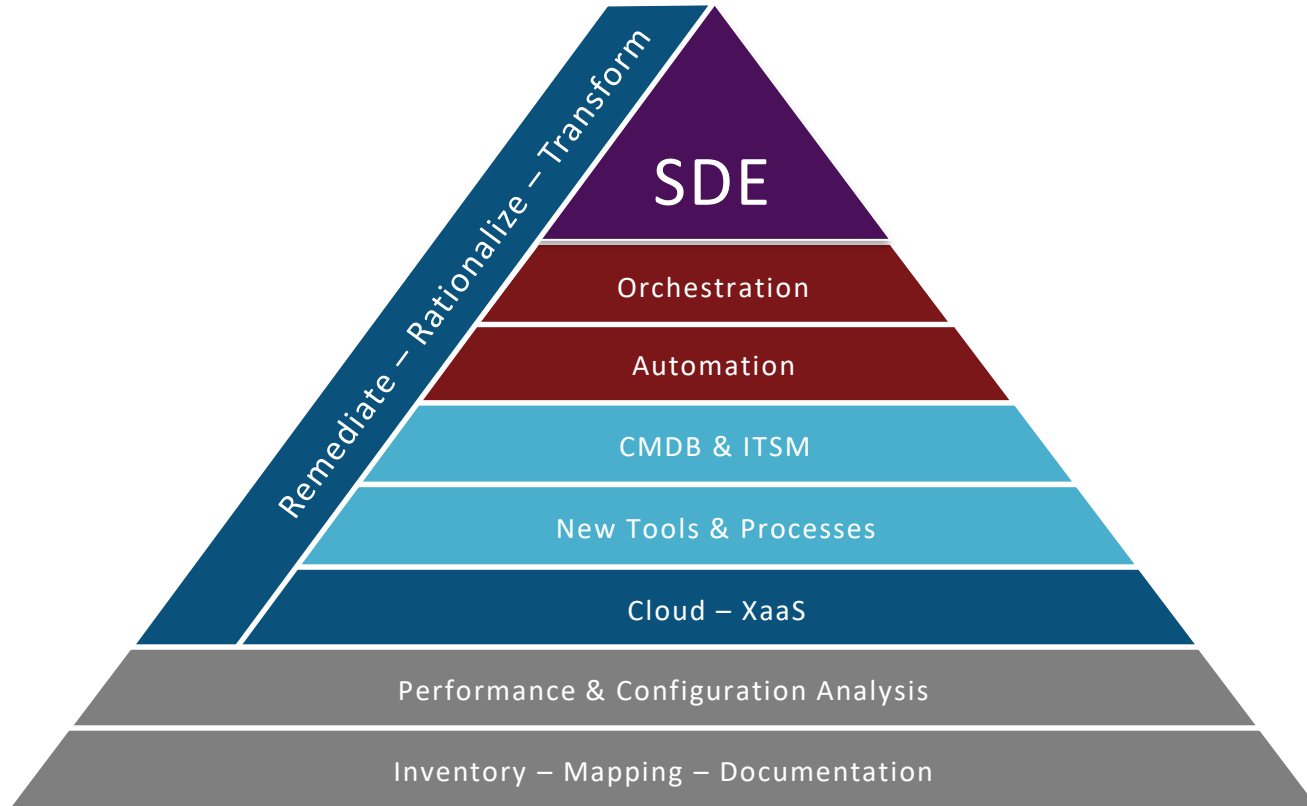 Remediate – Rationalize – Transform
SDE
Orchestration
Automation
CMDB & ITSM
New Tools & Processes
Cloud – XaaS
Performance & Configuration Analysis
Inventory – Mapping – Documentation